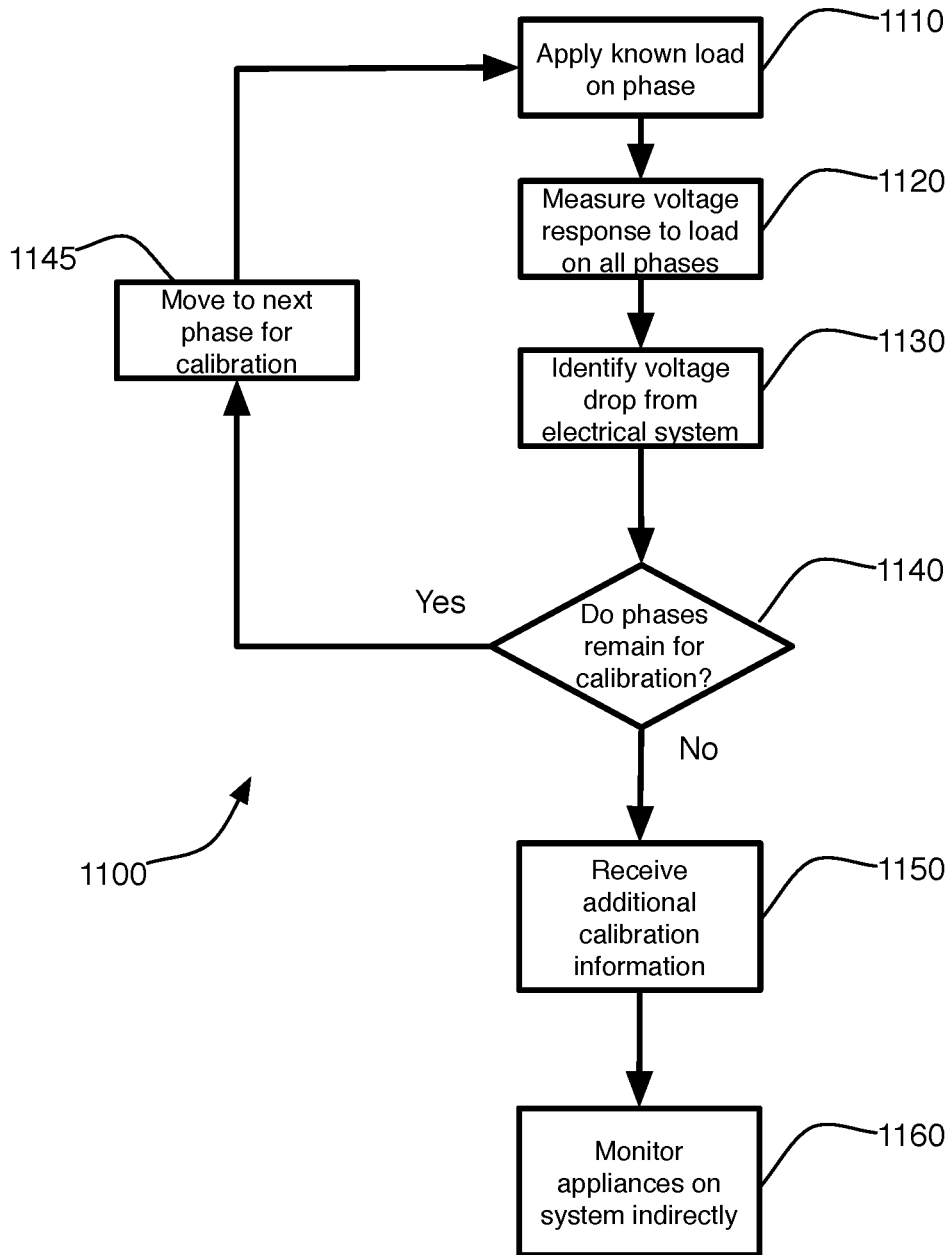 1110
Apply known load
on phase
1120
Measure voltage
response to load
on all phases
1145
Move to next
phase for
calibration
1130
Identify voltage
drop from
electrical system
1140
Yes
Do phases
remain for
calibration?
No
1100
1150
Receive
additional
calibration
information
1160
Monitor
appliances on
system indirectly